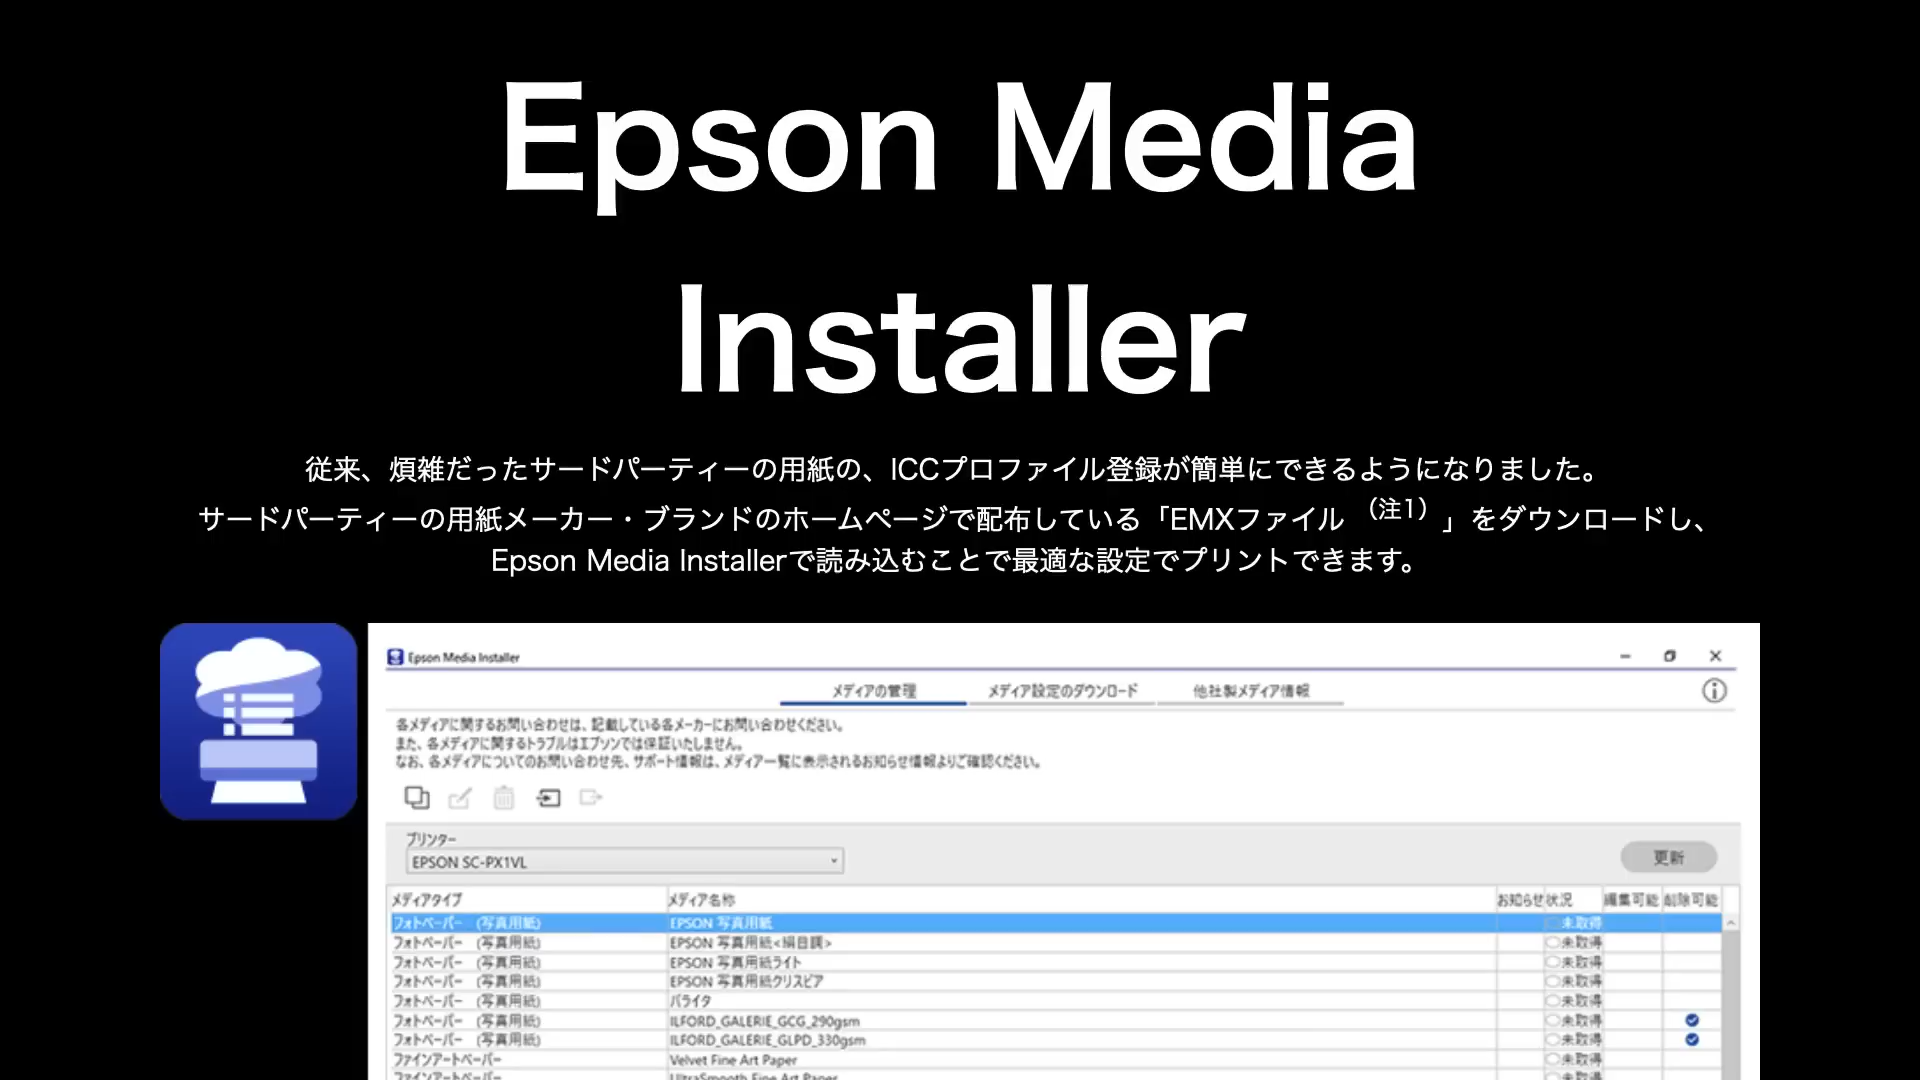 Epson Media
Installer
従来、煩雑だったサードパーティーの用紙の、ICCプロファイル登録が簡単にできるようになりました。
サードパーティーの用紙メーカー・ブランドのホームページで配布している「EMXファイル （注1）」をダウンロードし、
Epson Media Installerで読み込むことで最適な設定でプリントできます。
Epson Media Installer
メディアの管理 メディア設定のダウンロード 他社製メディア情報
各メディアに関するお問い合わせは、記載している各メーカーにお問い合わせください。
また、各メディアに関するトラブルはエプソンでは保証いたしません。
なお、各メディアについてのお問い合わせ先、サポート情報は、メディア一覧に表示されるお知らせ情報よりご確認ください。
プリンター
EPSON SC-PX1VL 更新
メディアタイプ メディア名称 お知らせ 状況 編集可能 削除可能
フォトペーパー (写真用紙) EPSON 写真用紙 未取得
フォトペーパー (写真用紙) EPSON 写真用紙<絹目調> 未取得
フォトペーパー (写真用紙) EPSON 写真用紙ライト 未取得
フォトペーパー (写真用紙) EPSON 写真用紙クリスピア 未取得
フォトペーパー (写真用紙) バライタ 未取得
フォトペーパー (写真用紙) ILFORD_GALERIE_GCG_290gsm 未取得
フォトペーパー (写真用紙) ILFORD_GALERIE_GLPD_330gsm 未取得
ファインアートペーパー Velvet Fine Art Paper 未取得
ファインアートペーパー UltraSmooth Fine Art Paper 未取得